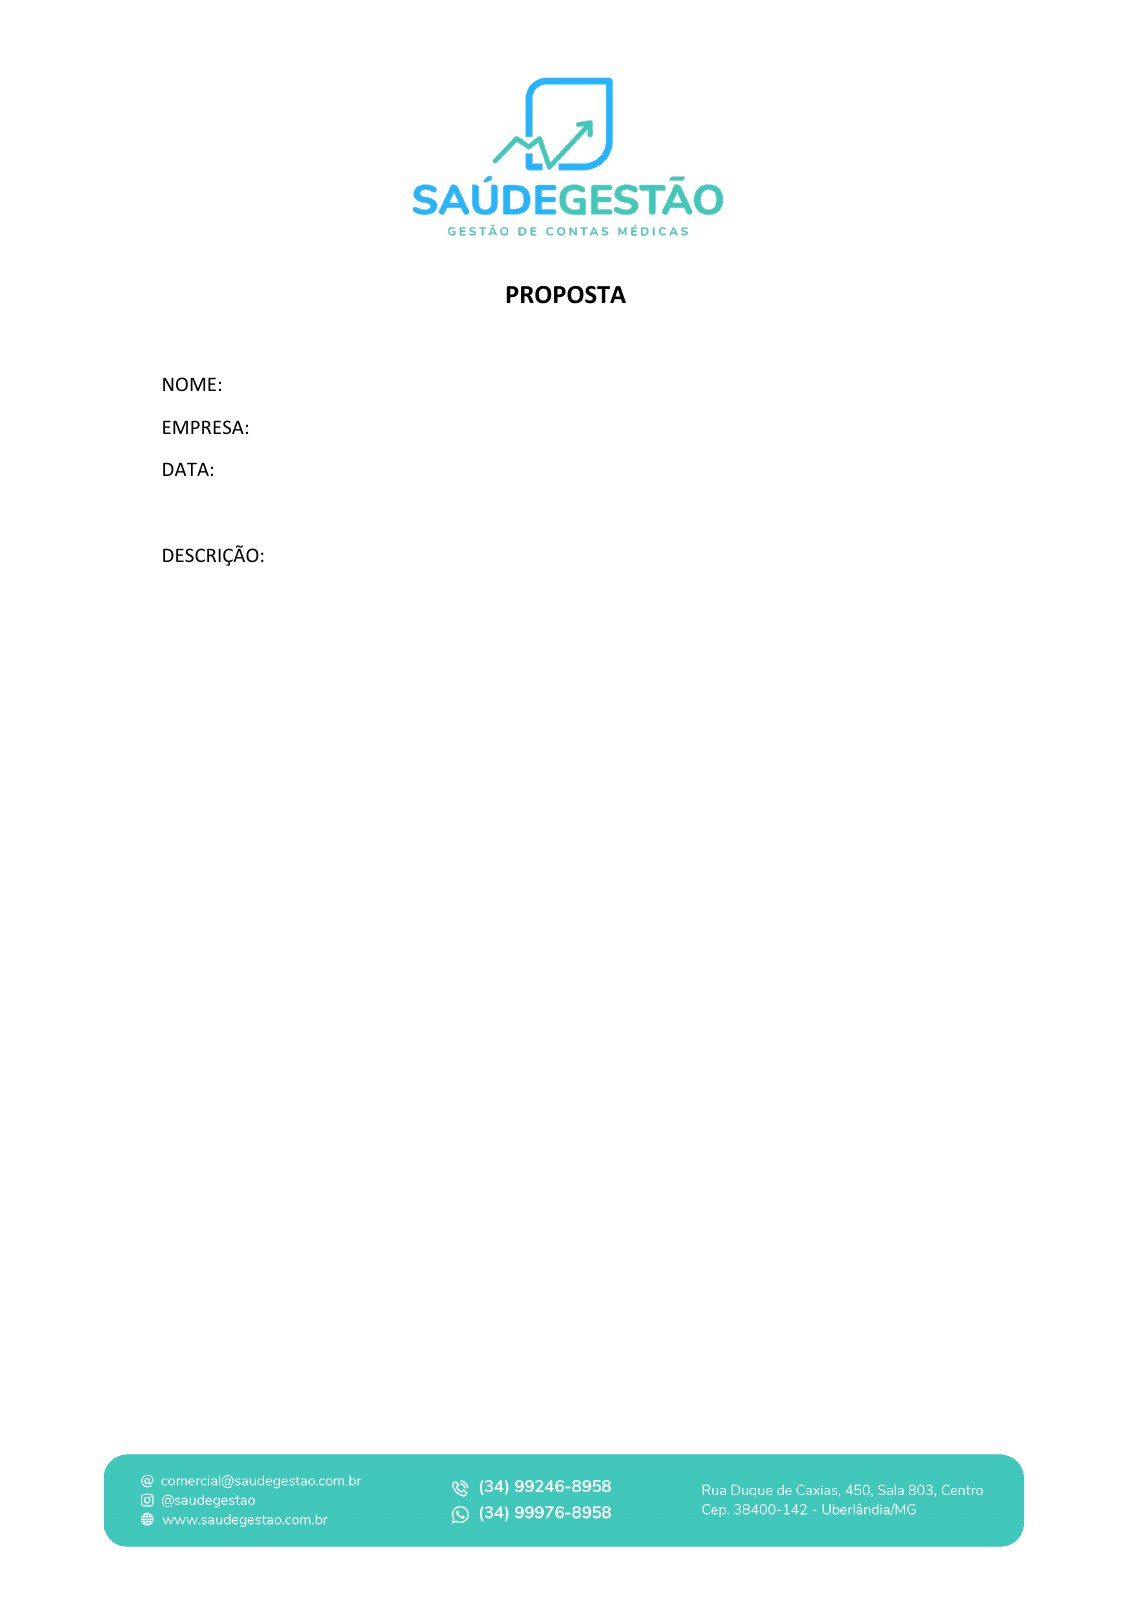 SAÚDEGESTÃO
GESTÃO DE CONTAS MÉDICAS
PROPOSTA
NOME:
EMPRESA:
DATA:
DESCRIÇÃO:
comercial@saudegestao.com.br
@saudegestao
www.saudegestao.com.br
(34) 99246-8958
(34) 99976-8958
Rua Duque de Caxias, 450, Sala 803, Centro
Cep. 38400-142 - Uberlândia/MG